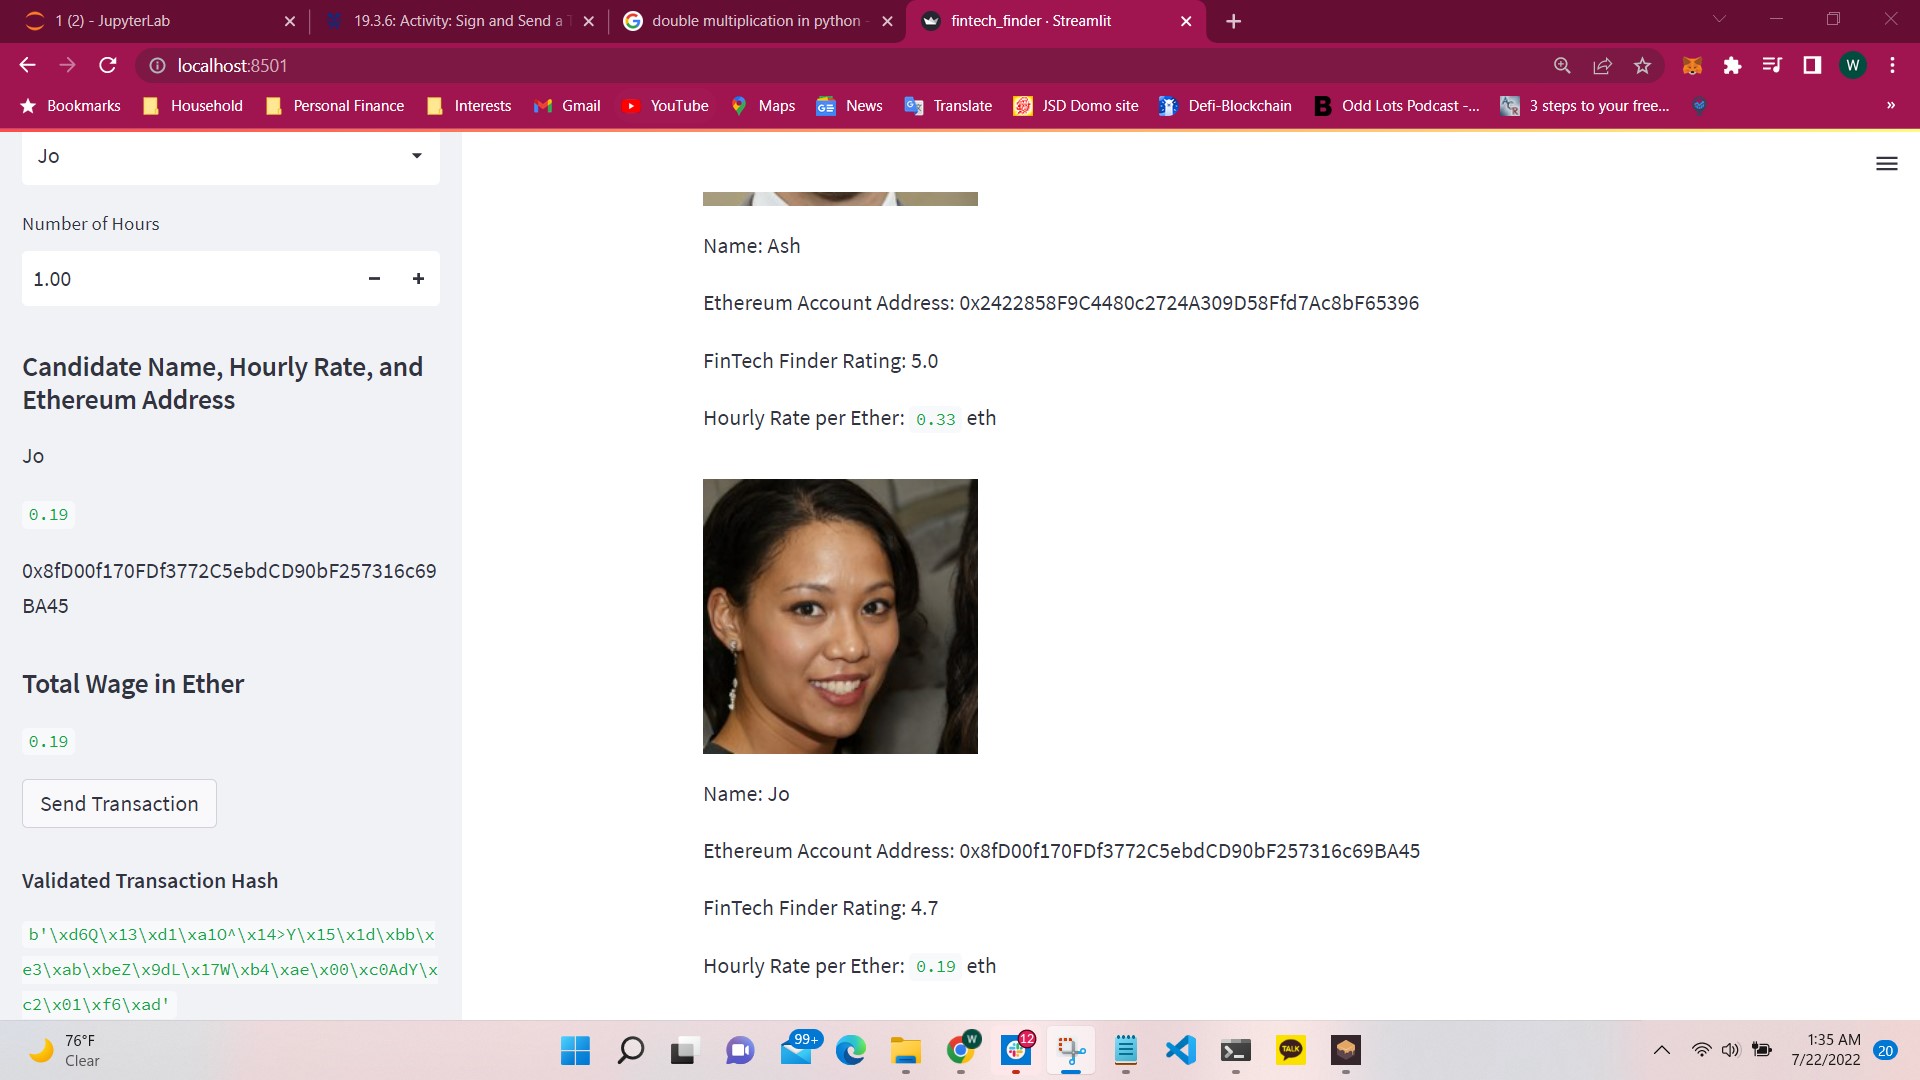 1 (2) - JupyterLab
19.3.6: Activity: Sign and Send a T
double multiplication in python -
fintech_finder · Streamlit
localhost:8501
W
Bookmarks
Household
Personal Finance
Interests
Gmail
YouTube
Maps
News
Translate
JSD Domo site
Defi-Blockchain
B
Odd Lots Podcast -...
3 steps to your free...
»
Jo
Number of Hours
1.00
Candidate Name, Hourly Rate, and
Ethereum Address
Jo
0.19
0x8fD00f170FDf3772C5ebdCD90bF257316c69
BA45
Total Wage in Ether
0.19
Send Transaction
Validated Transaction Hash
b'\xd6Q\x13\xd1\xa1O^\x14>Y\x15\x1d\xbb\x
e3\xab\xbeZ\x9dL\x17W\xb4\xae\x00\xc0AdY\x
c2\x01\xf6\xad'
Name: Ash
Ethereum Account Address: 0x2422858F9C4480c2724A309D58Ffd7Ac8bF65396
FinTech Finder Rating: 5.0
Hourly Rate per Ether: 0.33 eth
Name: Jo
Ethereum Account Address: 0x8fD00f170FDf3772C5ebdCD90bF257316c69BA45
FinTech Finder Rating: 4.7
Hourly Rate per Ether: 0.19 eth
76°F
Clear
99+
W
12
TALK
1:35 AM
7/22/2022
20